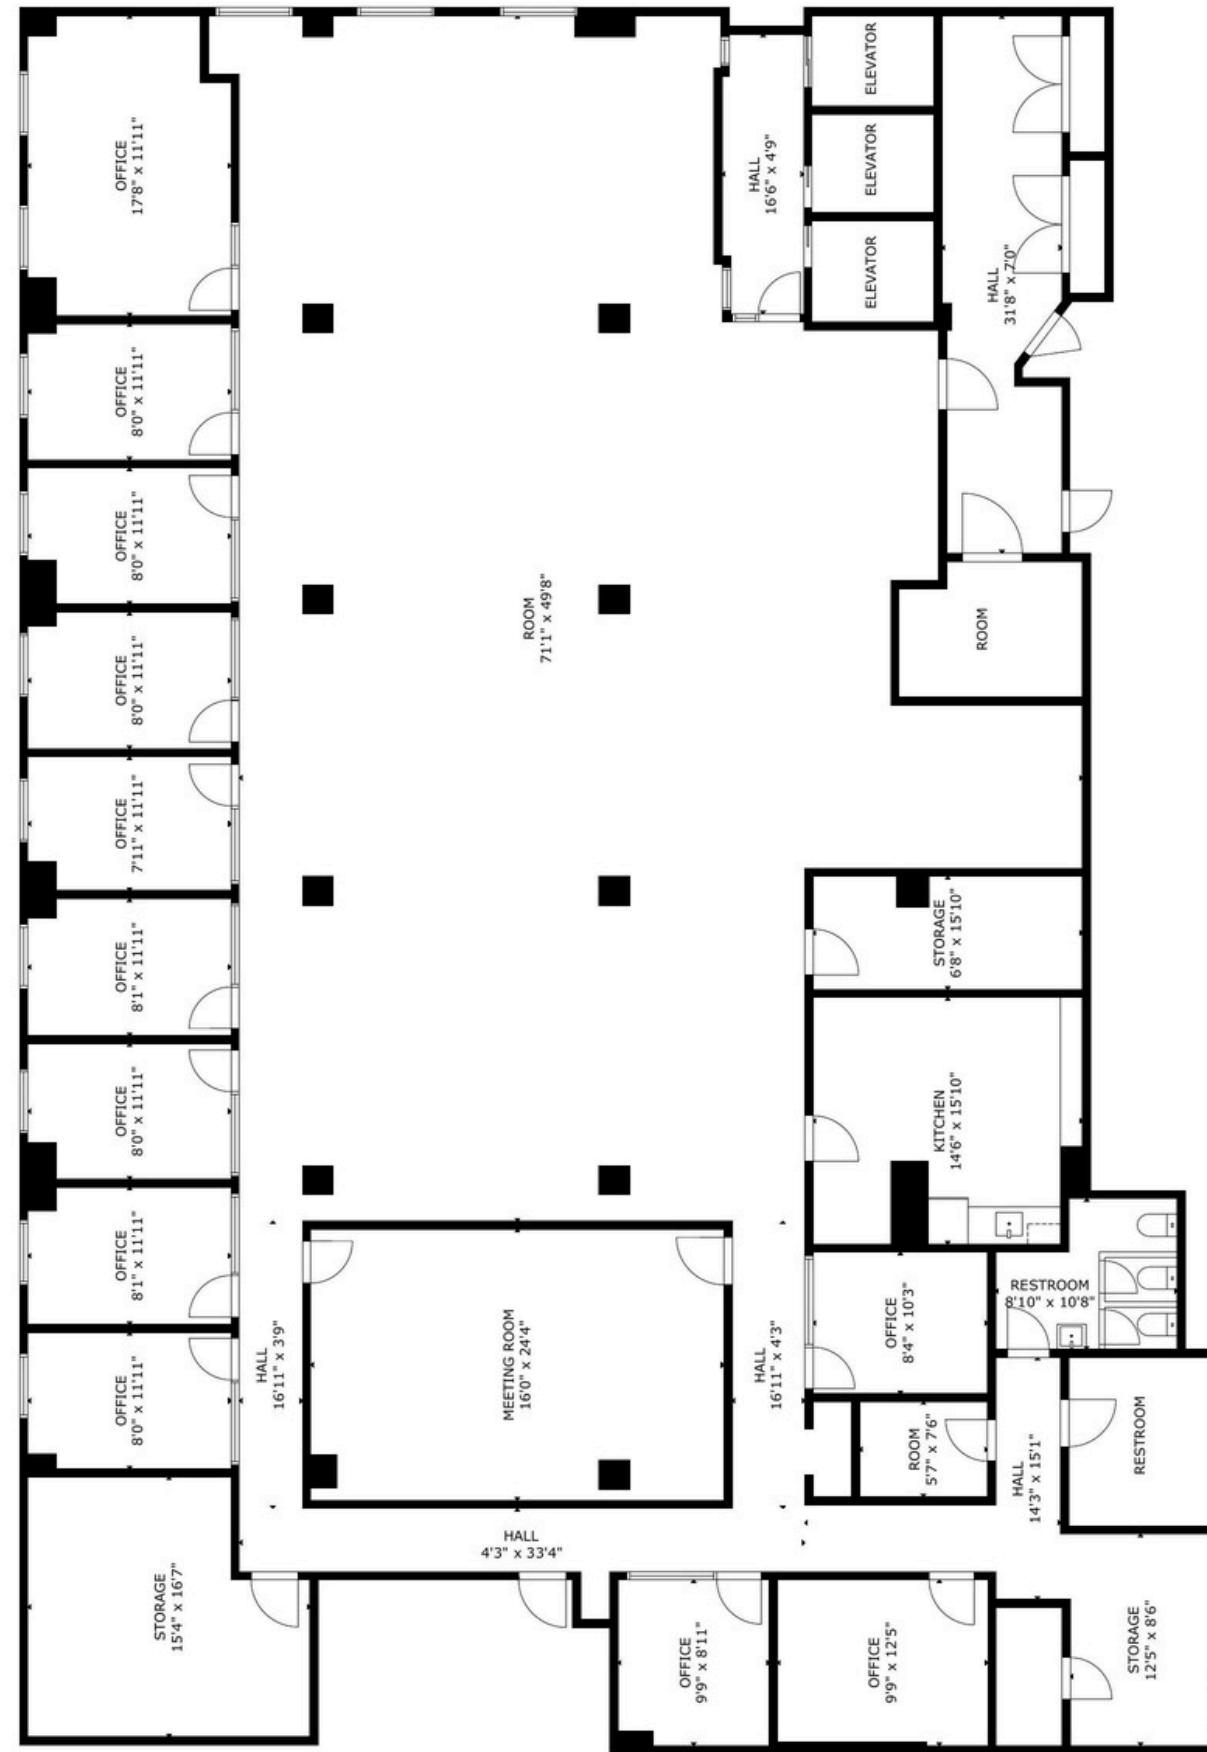 OFFICE
17'8" x 11'11"
HALL
16'6" x 4'9"
ELEVATOR
ELEVATOR
ELEVATOR
HALL
31'8" x 7'0"
OFFICE
8'0" x 11'11"
OFFICE
8'0" x 11'11"
OFFICE
8'0" x 11'11"
ROOM
71'1" x 49'8"
ROOM
OFFICE
7'11" x 11'11"
OFFICE
8'1" x 11'11"
STORAGE
6'8" x 15'10"
OFFICE
8'0" x 11'11"
KITCHEN
14'6" x 15'10"
OFFICE
8'1" x 11'11"
RESTROOM
8'10" x 10'8"
OFFICE
8'0" x 11'11"
HALL
16'11" x 3'9"
MEETING ROOM
16'0" x 24'4"
HALL
16'11" x 4'3"
OFFICE
8'4" x 10'3"
ROOM
5'7" x 7'6"
HALL
14'3" x 15'1"
RESTROOM
HALL
4'3" x 33'4"
STORAGE
15'4" x 16'7"
OFFICE
9'9" x 8'11"
OFFICE
9'9" x 12'5"
STORAGE
12'5" x 8'6"